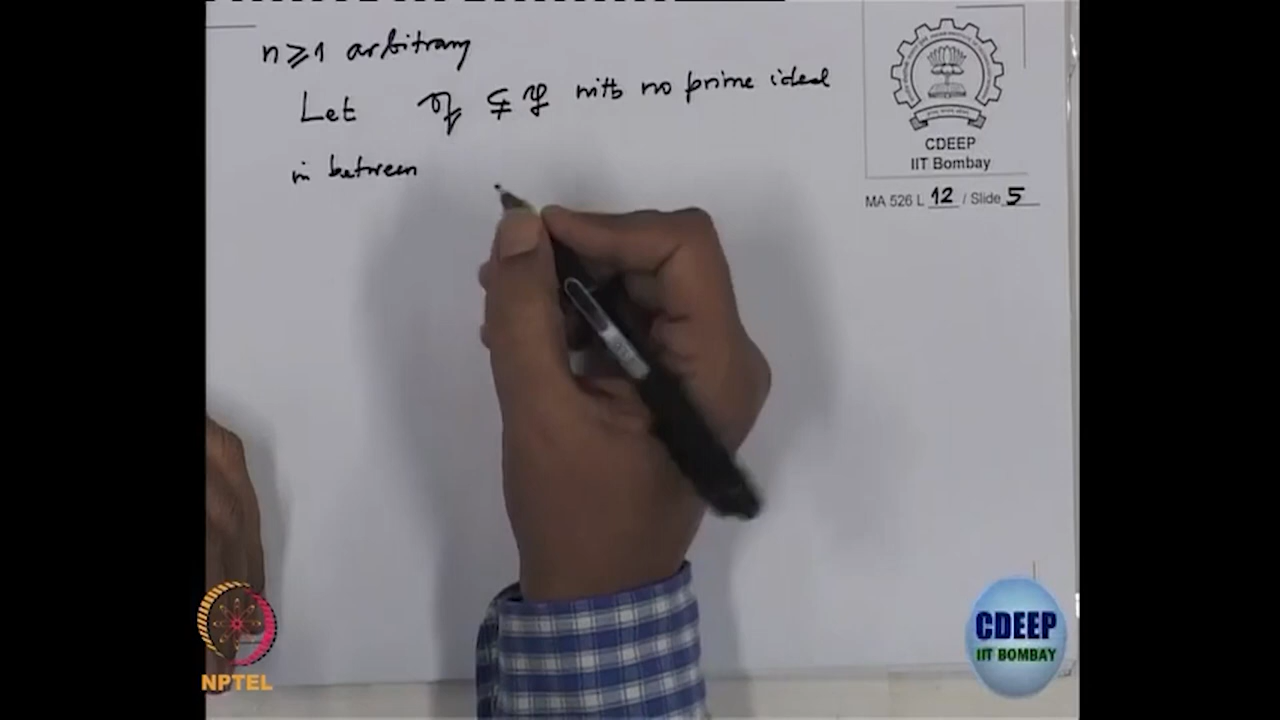 n ≥ 1 arbitrary
Let 𝔮 ⊊ 𝔭 with no prime ideal
in between
CDEEP
IIT Bombay
MA 526 L 12 / Slide 5
NPTEL
CDEEP
IIT BOMBAY